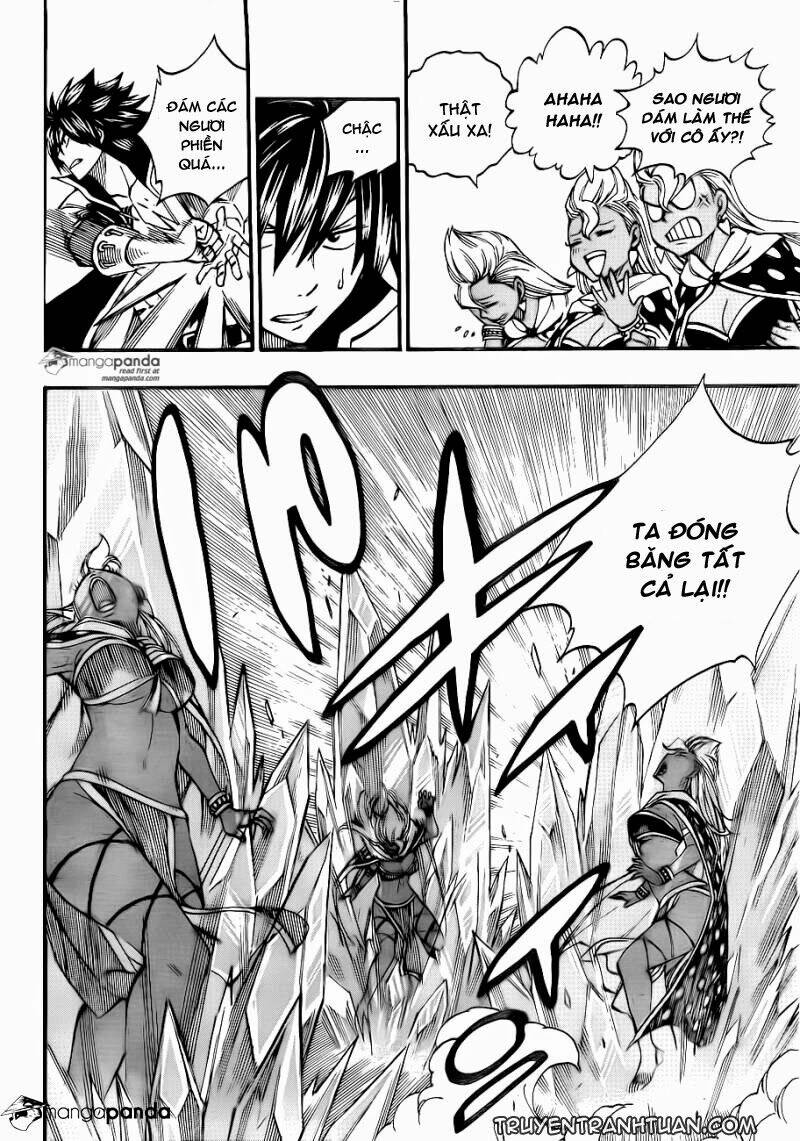 SAO NGƯƠI
DÁM LÀM THẾ
VỚI CÔ ẤY?!
AHAHA
HAHA!!
THẬT
XẤU XA!
CHẬC
...
ĐÁM CÁC
NGƯƠI
PHIỀN
QUÁ...
mangapanda
read first at
mangapanda.com
TA ĐÓNG
BĂNG TẤT
CẢ LẠI!!
mangapanda
TRUYENTRANHTUAN.COM